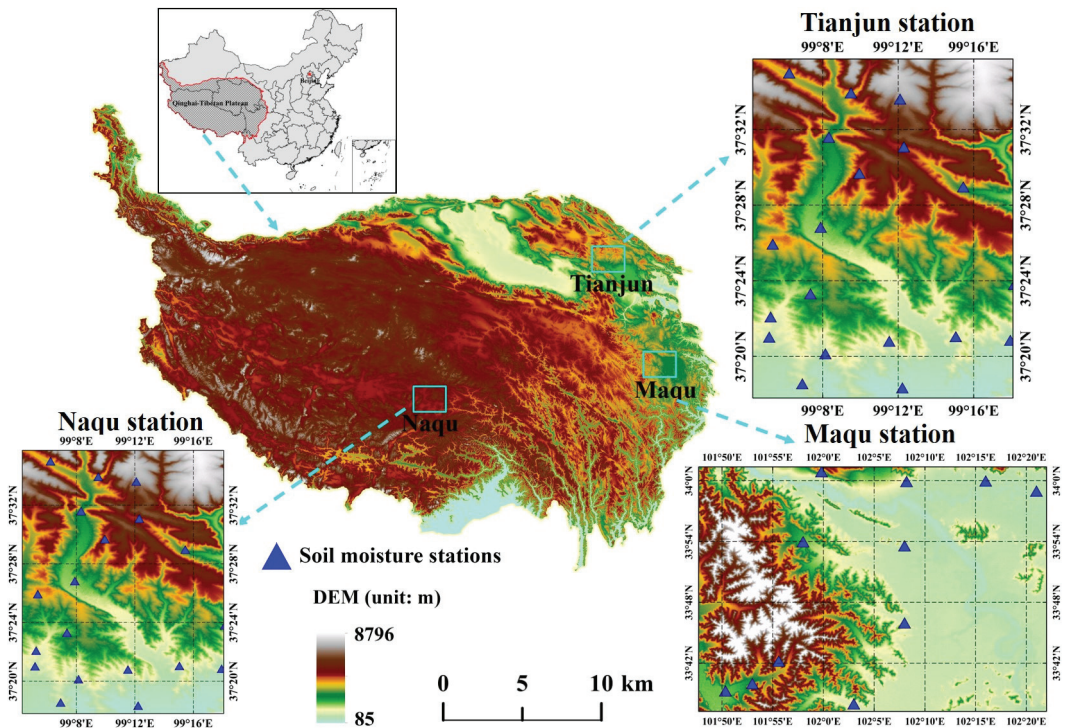 Beijing
Qinghai-Tibetan Plateau
Tianjun station
99°8'E 99°12'E 99°16'E
37°32'N 37°32'N
37°28'N 37°28'N
37°24'N 37°24'N
37°20'N 37°20'N
99°8'E 99°12'E 99°16'E
Tianjun
Maqu
Naqu
Naqu station
99°8'E 99°12'E 99°16'E
37°32'N 37°32'N
37°28'N 37°28'N
37°24'N 37°24'N
37°20'N 37°20'N
99°8'E 99°12'E 99°16'E
Maqu station
101°50'E 101°55'E 102°0'E 102°5'E 102°10'E 102°20'E
34°0'N 34°0'N
33°54'N 33°54'N
33°48'N 33°48'N
33°42'N 33°42'N
101°50'E 101°55'E 102°0'E 102°5'E 102°10'E 102°20'E
Soil moisture stations
DEM (unit: m)
8796
85
0 5 10 km